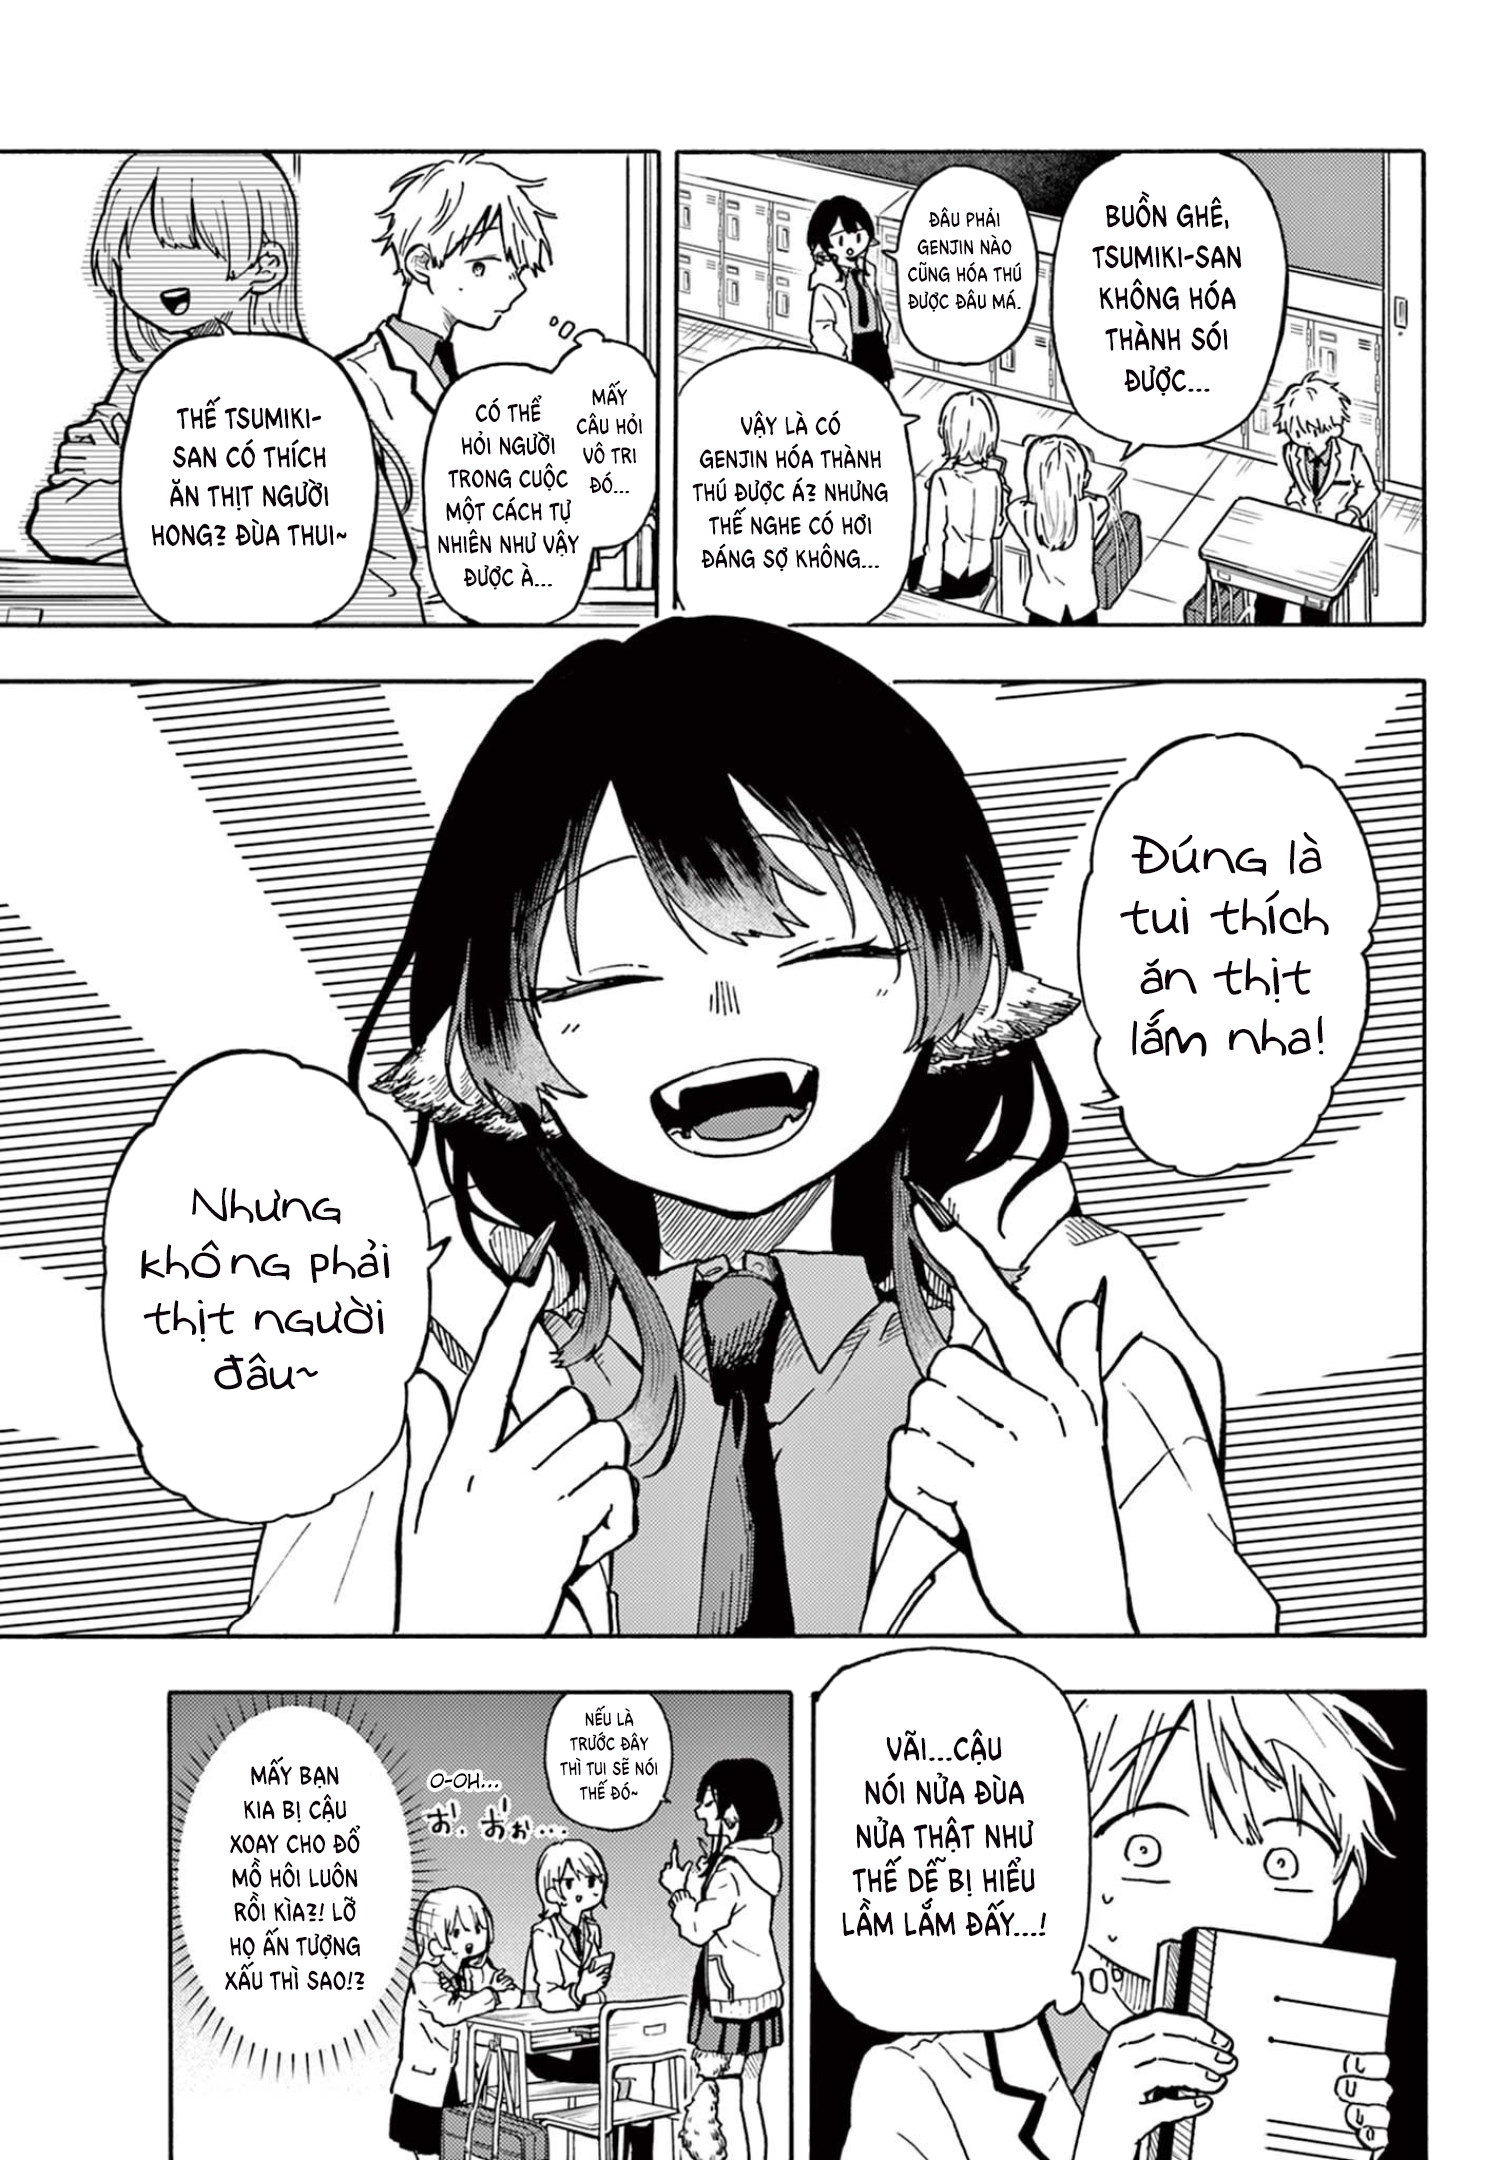 BUỒN GHÊ,
TSUMIKI-SAN
KHÔNG HÓA
THÀNH SÓI
ĐƯỢC...
ĐÂU PHẢI
GENJIN NÀO
CŨNG HÓA THÚ
ĐƯỢC ĐÂU MÁ.
VẬY LÀ CÓ
GENJIN HÓA THÀNH
THÚ ĐƯỢC Á? NHƯNG
THẾ NGHE CÓ HƠI
ĐÁNG SỢ KHÔNG...
MẤY
CÂU HỎI
VÔ TRI
ĐÓ...
CÓ THỂ
HỎI NGƯỜI
TRONG CUỘC
MỘT CÁCH TỰ
NHIÊN NHƯ VẬY
ĐƯỢC À...
THẾ TSUMIKI-
SAN CÓ THÍCH
ĂN THỊT NGƯỜI
HONG? ĐÙA THUI~
Đúng là
tui thích
ăn thịt
lắm nha!
Nhưng
không phải
thịt người
đâu~
VÃI...CẬU
NÓI NỬA ĐÙA
NỬA THẬT NHƯ
THẾ DỄ BỊ HIỂU
LẦM LẮM ĐẤY...!
NẾU LÀ
TRƯỚC ĐÂY
THÌ TUI SẼ NÓI
THẾ ĐÓ~
O-OH...
お、おぉ...
MẤY BẠN
KIA BỊ CẬU
XOAY CHO ĐỔ
MỒ HÔI LUÔN
RỒI KÌA?! LỠ
HỌ ẤN TƯỢNG
XẤU THÌ SAO!?